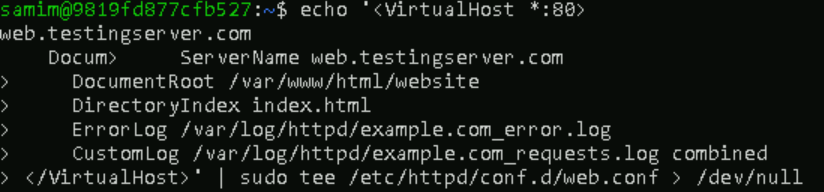 samim@9819fd877cfb527:~$ echo '<VirtualHost *:80>
web.testingserver.com
    Docum>     ServerName web.testingserver.com
>     DocumentRoot /var/www/html/website
>     DirectoryIndex index.html
>     ErrorLog /var/log/httpd/example.com_error.log
>     CustomLog /var/log/httpd/example.com_requests.log combined
> </VirtualHost>' | sudo tee /etc/httpd/conf.d/web.conf > /dev/null